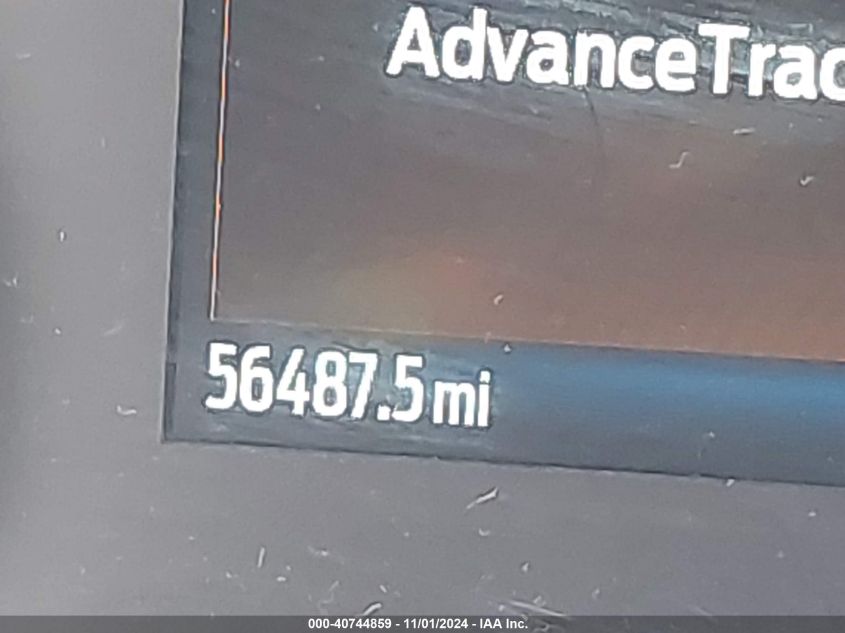 AdvanceTrac
56487.5 mi
000-40744859 - 11/01/2024 - IAA Inc.